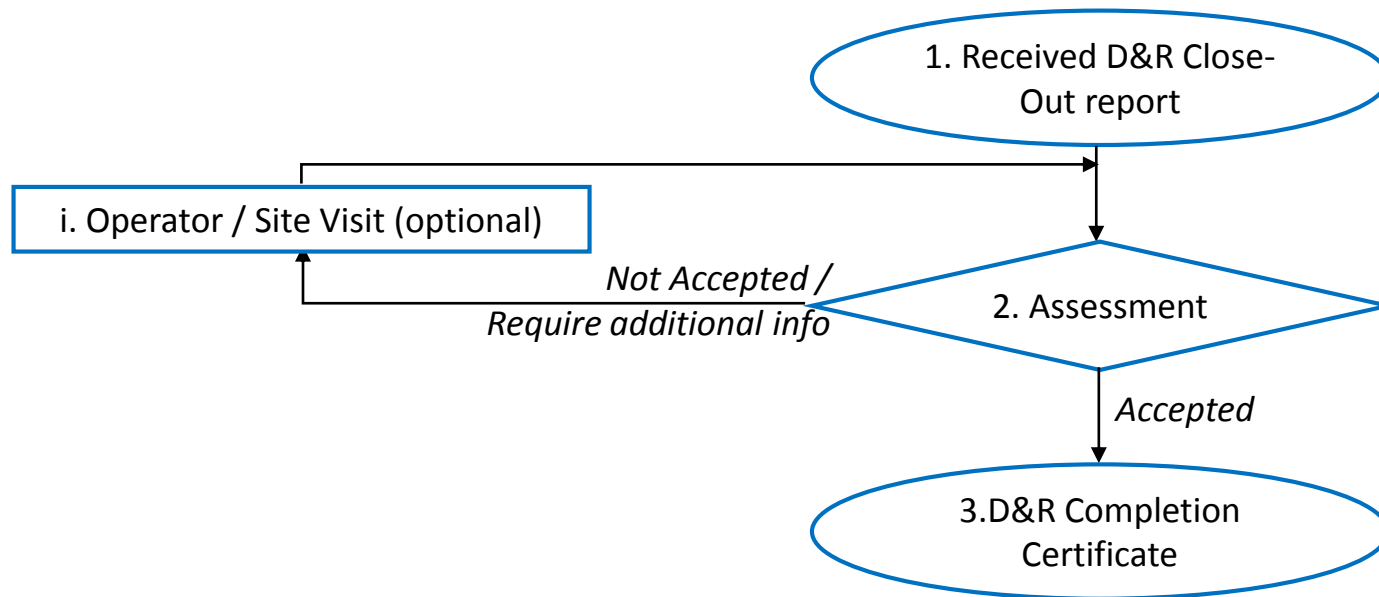 1. Received D&R Close-
Out report
i. Operator / Site Visit (optional)
Not Accepted /
Require additional info
2. Assessment
Accepted
3.D&R Completion
Certificate